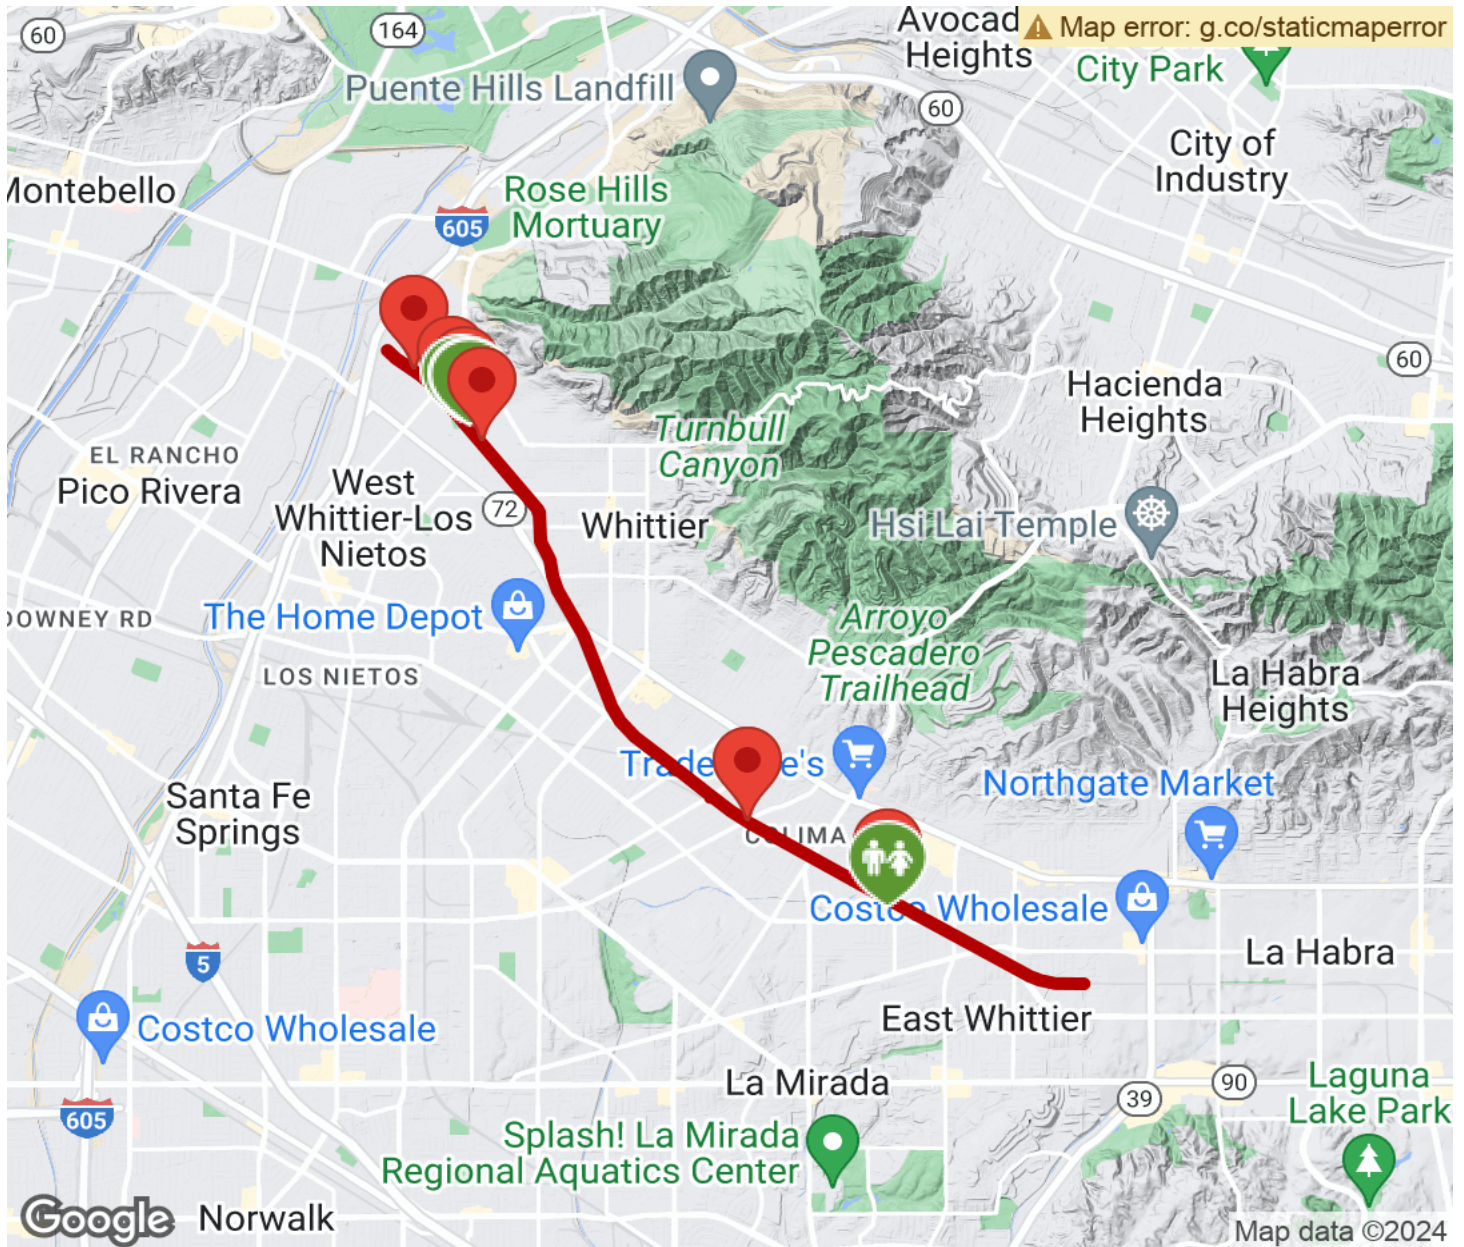 60
164
Avocad
Heights
Map error: g.co/staticmaperror
City Park
Puente Hills Landfill
60
City of
Industry
Montebello
Rose Hills
Mortuary
605
60
Hacienda
Heights
Turnbull
Canyon
EL RANCHO
Pico Rivera
West
Whittier-Los
Nietos
72
Whittier
Hsi Lai Temple
The Home Depot
DOWNEY RD
Arroyo
Pescadero
Trailhead
LOS NIETOS
La Habra
Heights
Trade
e's
Northgate Market
Santa Fe
Springs
COLIMA
Costco Wholesale
La Habra
5
East Whittier
Costco Wholesale
La Mirada
90
39
Laguna
Lake Park
605
Splash! La Mirada
Regional Aquatics Center
Google
Norwalk
Map data ©2024